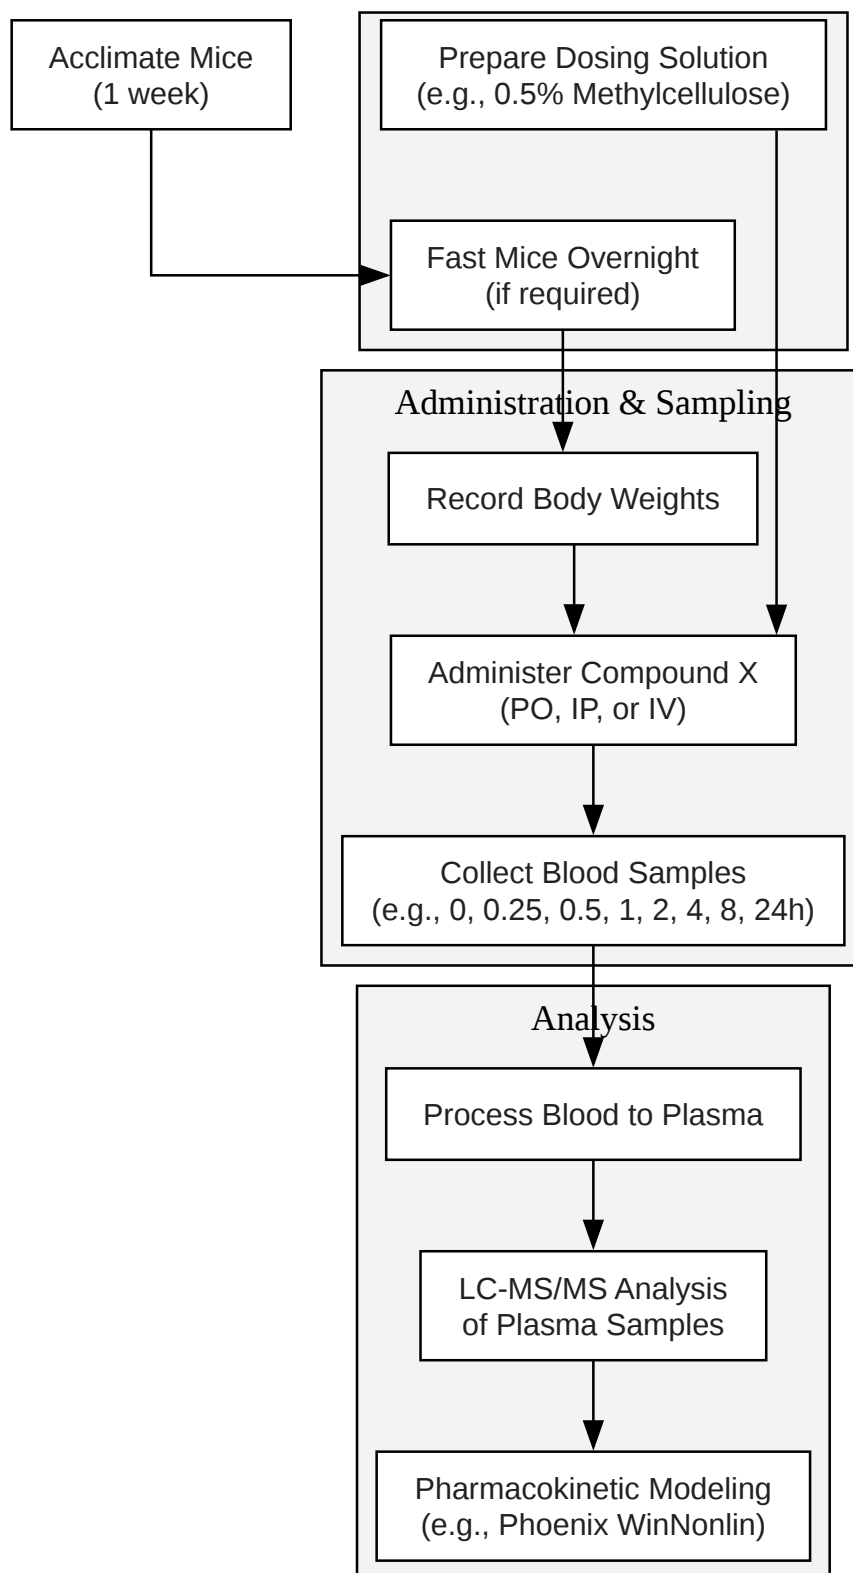 Acclimate Mice
(1 week)
Prepare Dosing Solution
(e.g., 0.5% Methylcellulose)
Fast Mice Overnight
(if required)
Administration & Sampling
Record Body Weights
Administer Compound X
(PO, IP, or IV)
Collect Blood Samples
(e.g., 0, 0.25, 0.5, 1, 2, 4, 8, 24h)
Analysis
Process Blood to Plasma
LC-MS/MS Analysis
of Plasma Samples
Pharmacokinetic Modeling
(e.g., Phoenix WinNonlin)